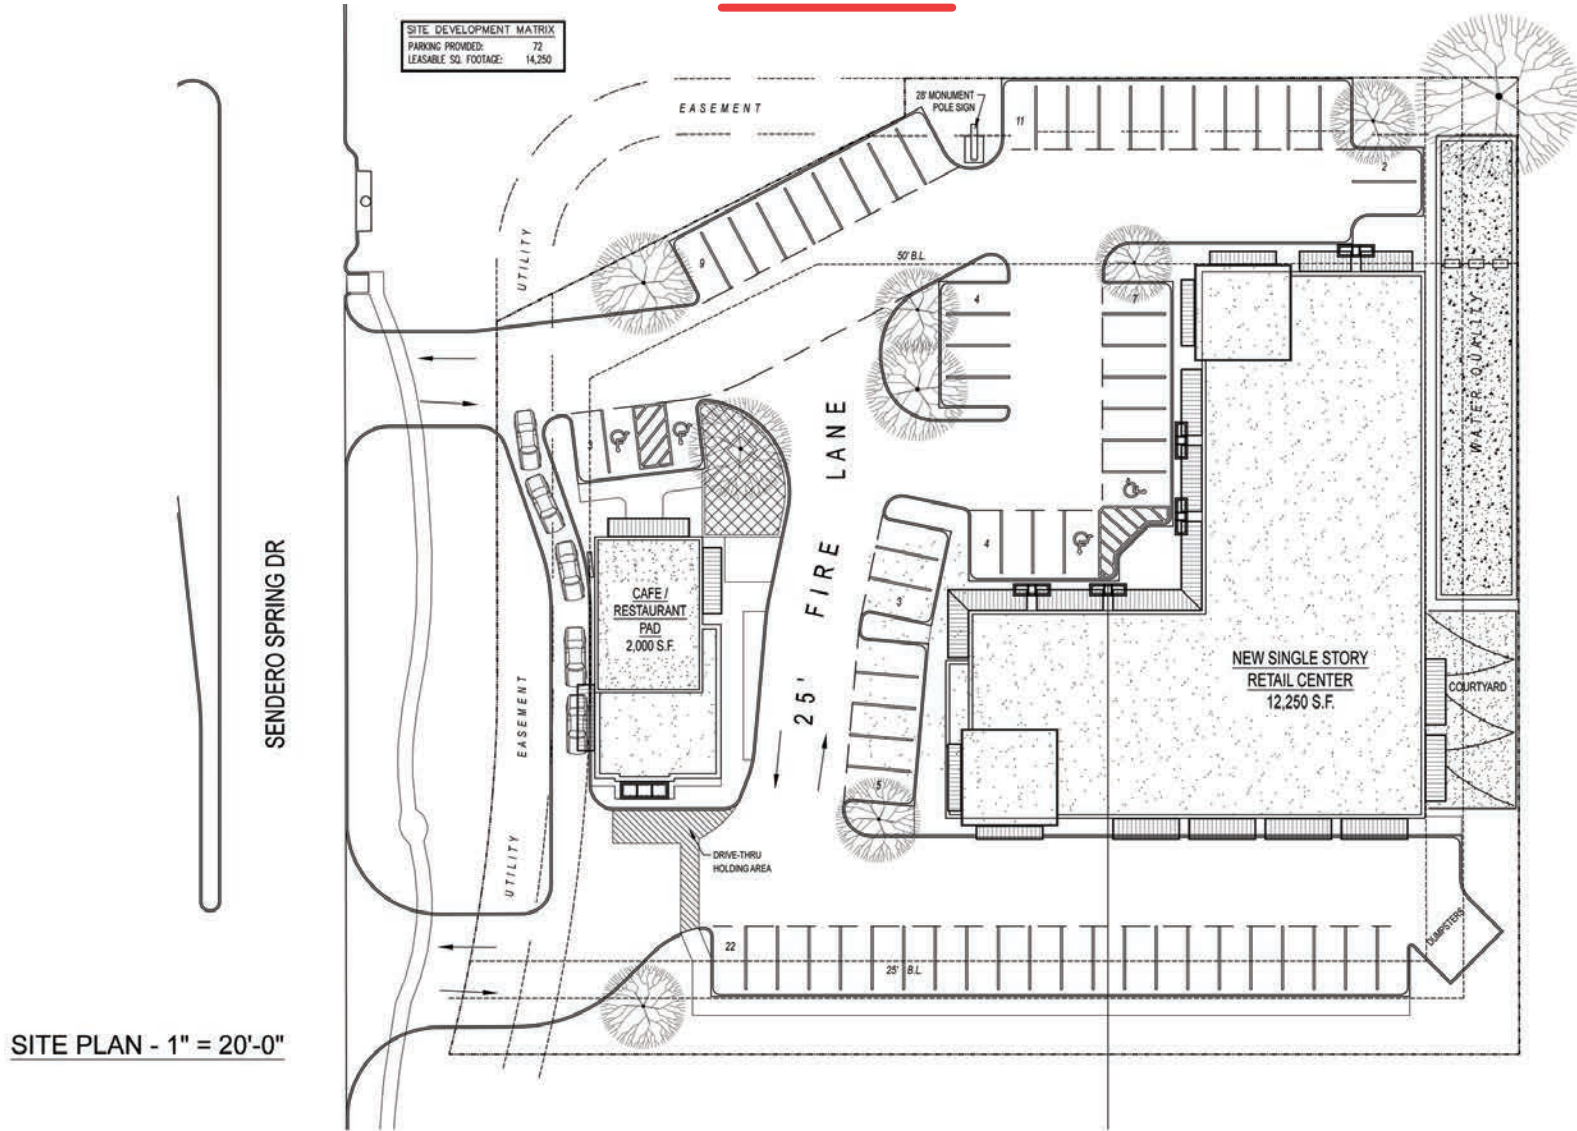 SITE DEVELOPMENT MATRIX
PARKING PROVIDED: 72
LEASABLE SQ. FOOTAGE: 14,250
EASEMENT
28' MONUMENT
POLE SIGN
11
2
UTILITY
9
50' B.L.
4
7
WATER QUALITY
3
25' FIRE LANE
4
SENDERO SPRING DR
CAFE /
RESTAURANT
PAD
2,000 S.F.
3
NEW SINGLE STORY
RETAIL CENTER
12,250 S.F.
COURTYARD
EASEMENT
5
UTILITY
DRIVE-THRU
HOLDING AREA
DUMPSTERS
22
25' B.L.
SITE PLAN - 1" = 20'-0"